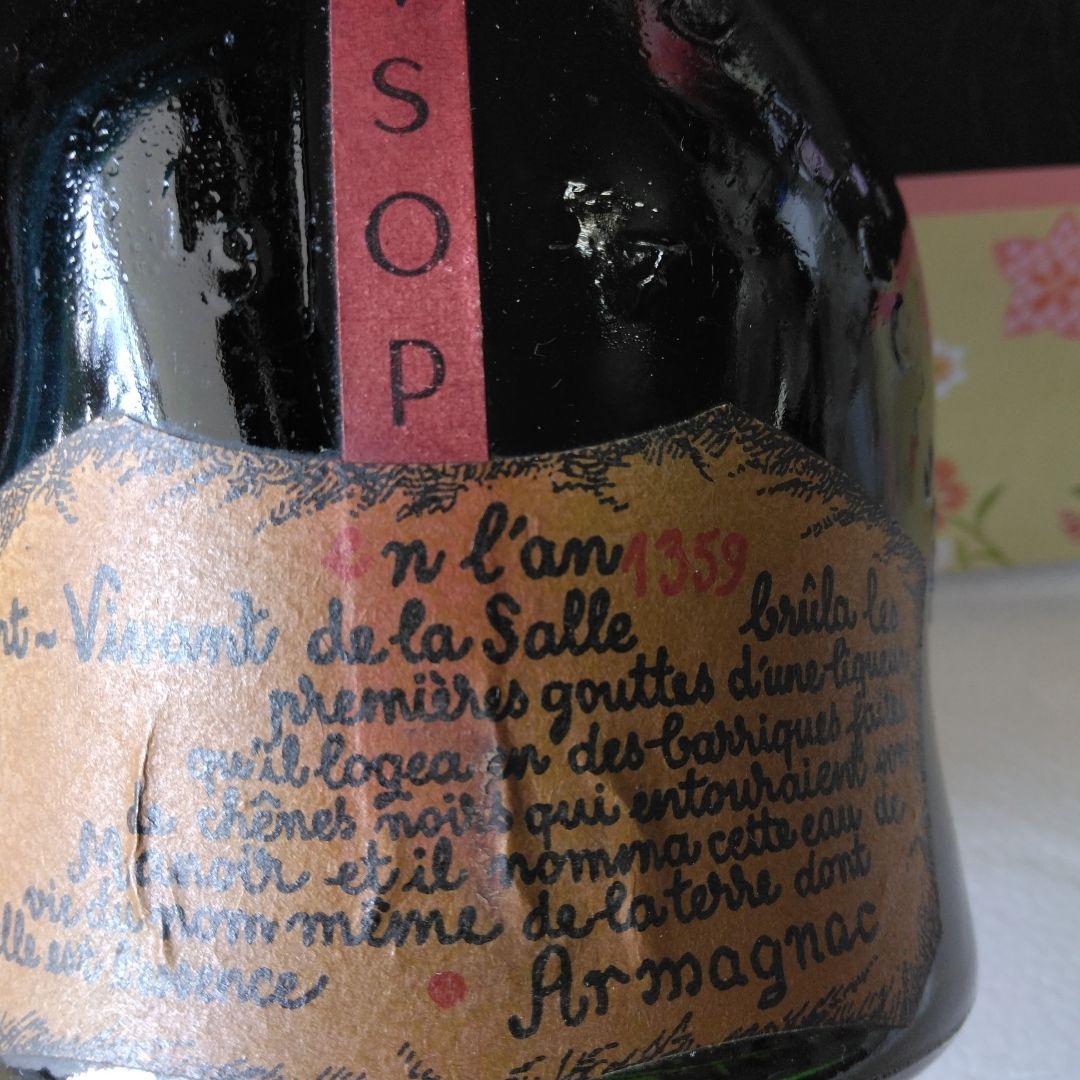 V
S
O
P
En l'an 1359
nt-Vivant de la Salle brûla les
premières gouttes d'une liqueur
qu'il logea en des barriques faites
de chênes noirs qui entouraient son
Manoir et il nomma cette eau de
vie du nom même de la terre dont
elle est l'essence • Armagnac